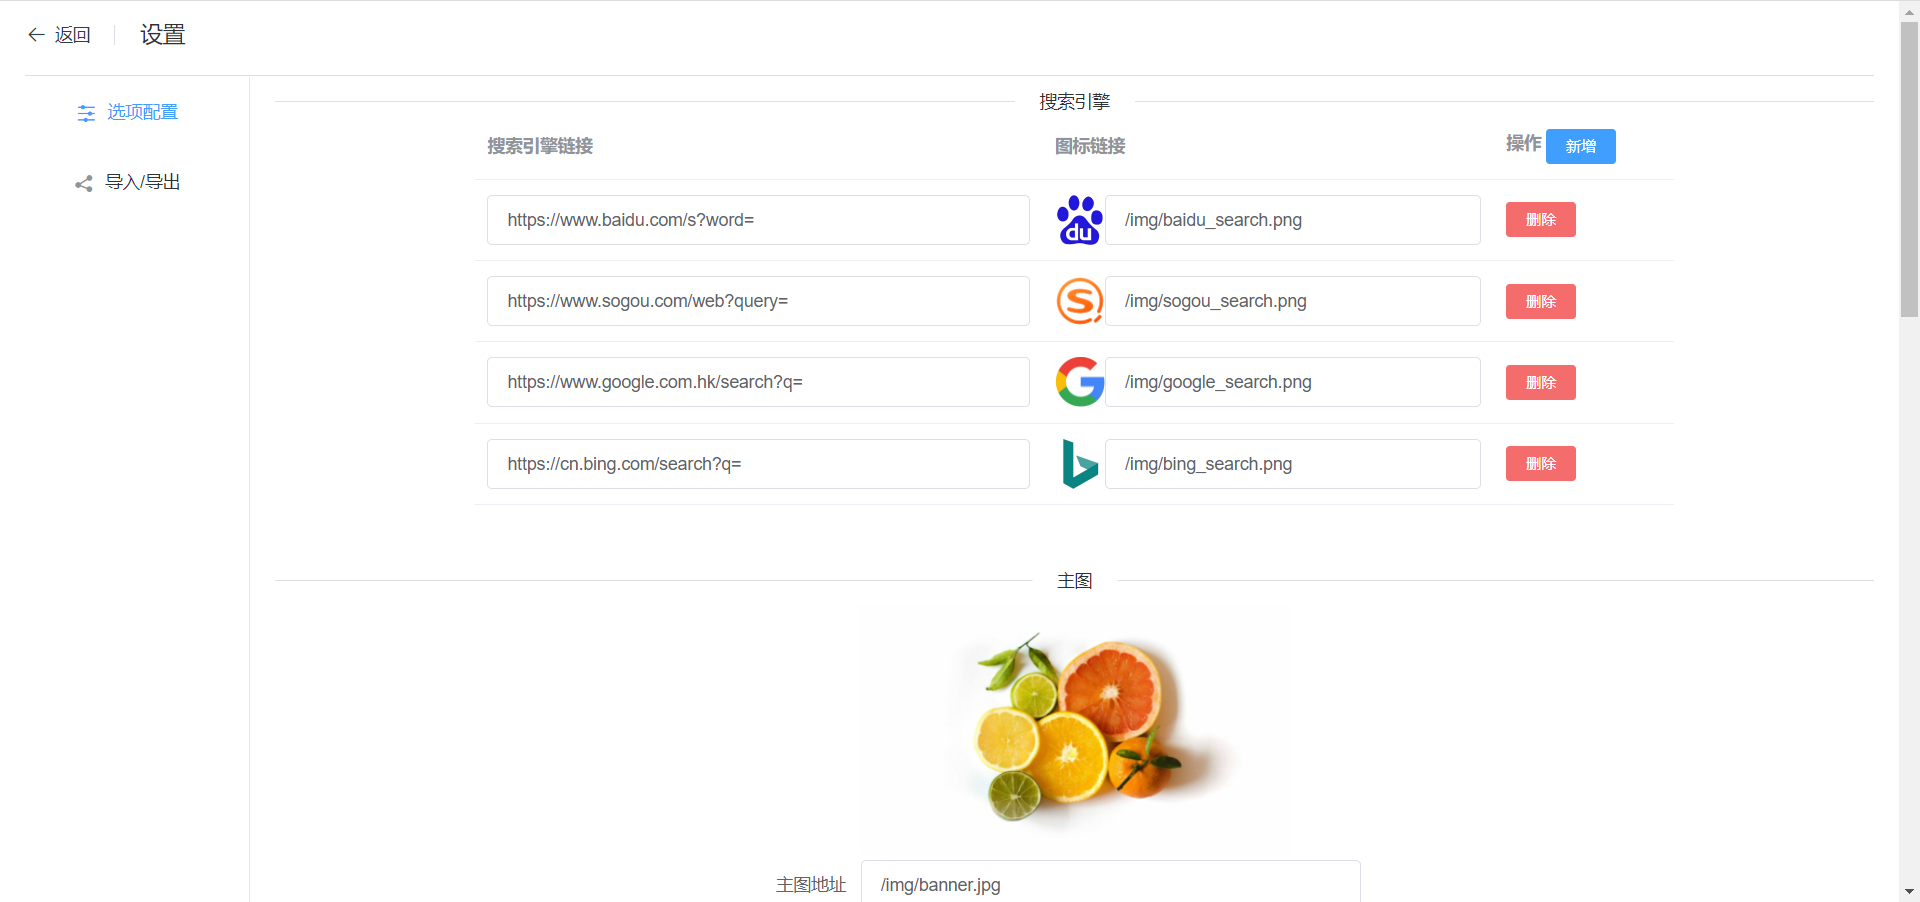 返回 设置
选项配置
导入/导出
搜索引擎
搜索引擎链接 图标链接 操作 新增
https://www.baidu.com/s?word= du /img/baidu_search.png 删除
https://www.sogou.com/web?query= /img/sogou_search.png 删除
https://www.google.com.hk/search?q= /img/google_search.png 删除
https://cn.bing.com/search?q= /img/bing_search.png 删除
主图
主图地址 /img/banner.jpg